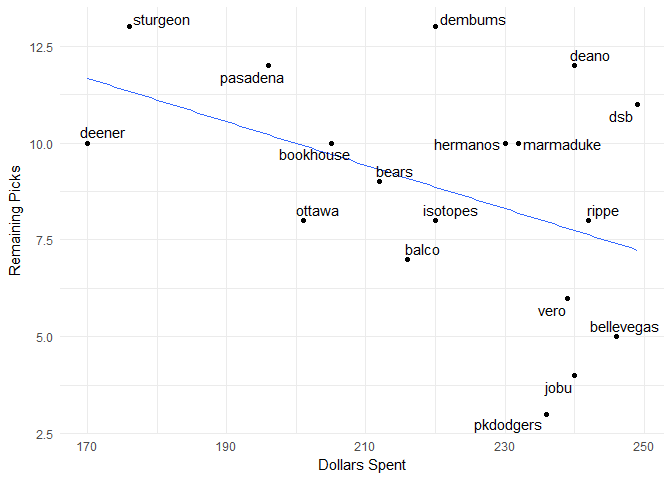 sturgeon
dembums
12.5
deano
pasadena
dsb
deener
10.0
hermanos
marmaduke
bookhouse
bears
ottawa
isotopes
rippe
7.5
balco
vero
bellevegas
5.0
jobu
pkdodgers
2.5
170
190
210
230
250
Dollars Spent
Remaining Picks